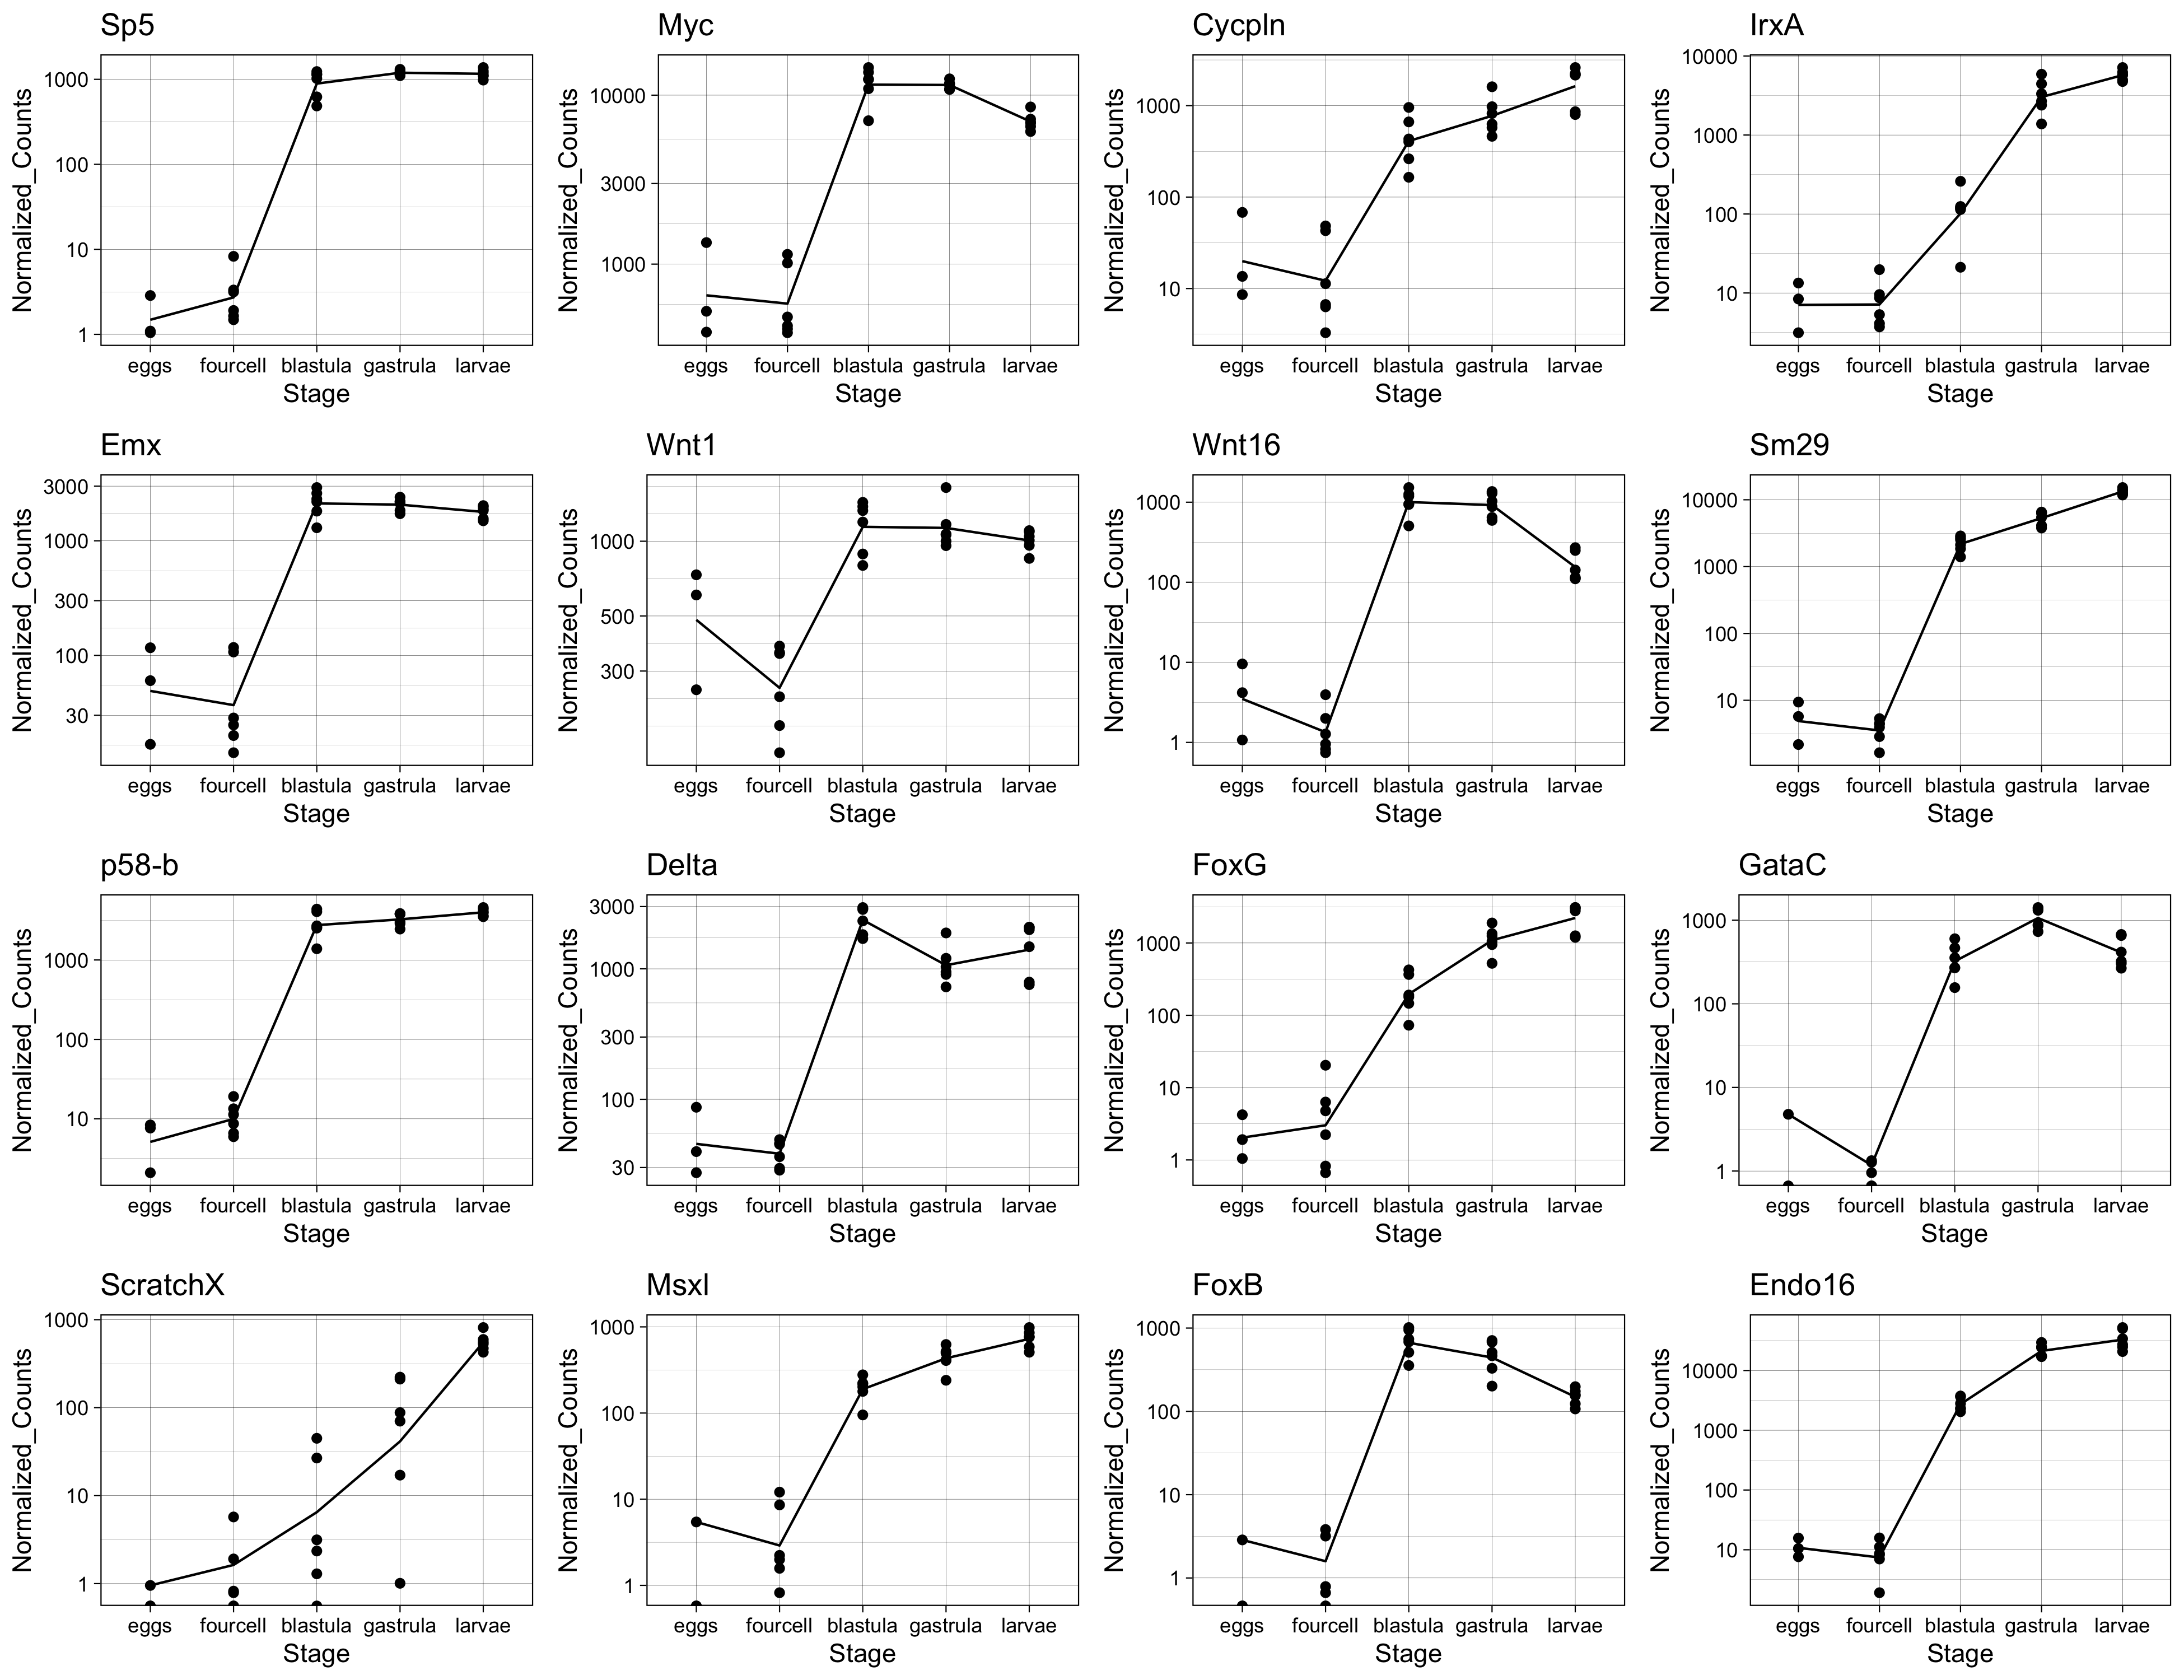 Sp5
Myc
Cycpln
IrxA
Normalized_Counts
1000
100
10
1
eggs fourcell blastula gastrula larvae
Stage
Normalized_Counts
10000
3000
1000
eggs fourcell blastula gastrula larvae
Stage
Normalized_Counts
1000
100
10
eggs fourcell blastula gastrula larvae
Stage
Normalized_Counts
10000
1000
100
10
eggs fourcell blastula gastrula larvae
Stage
Emx
Wnt1
Wnt16
Sm29
Normalized_Counts
3000
1000
300
100
30
eggs fourcell blastula gastrula larvae
Stage
Normalized_Counts
1000
500
300
eggs fourcell blastula gastrula larvae
Stage
Normalized_Counts
1000
100
10
1
eggs fourcell blastula gastrula larvae
Stage
Normalized_Counts
10000
1000
100
10
eggs fourcell blastula gastrula larvae
Stage
p58-b
Delta
FoxG
GataC
Normalized_Counts
1000
100
10
eggs fourcell blastula gastrula larvae
Stage
Normalized_Counts
3000
1000
300
100
30
eggs fourcell blastula gastrula larvae
Stage
Normalized_Counts
1000
100
10
1
eggs fourcell blastula gastrula larvae
Stage
Normalized_Counts
1000
100
10
1
eggs fourcell blastula gastrula larvae
Stage
ScratchX
Msxl
FoxB
Endo16
Normalized_Counts
1000
100
10
1
eggs fourcell blastula gastrula larvae
Stage
Normalized_Counts
1000
100
10
1
eggs fourcell blastula gastrula larvae
Stage
Normalized_Counts
1000
100
10
1
eggs fourcell blastula gastrula larvae
Stage
Normalized_Counts
10000
1000
100
10
eggs fourcell blastula gastrula larvae
Stage